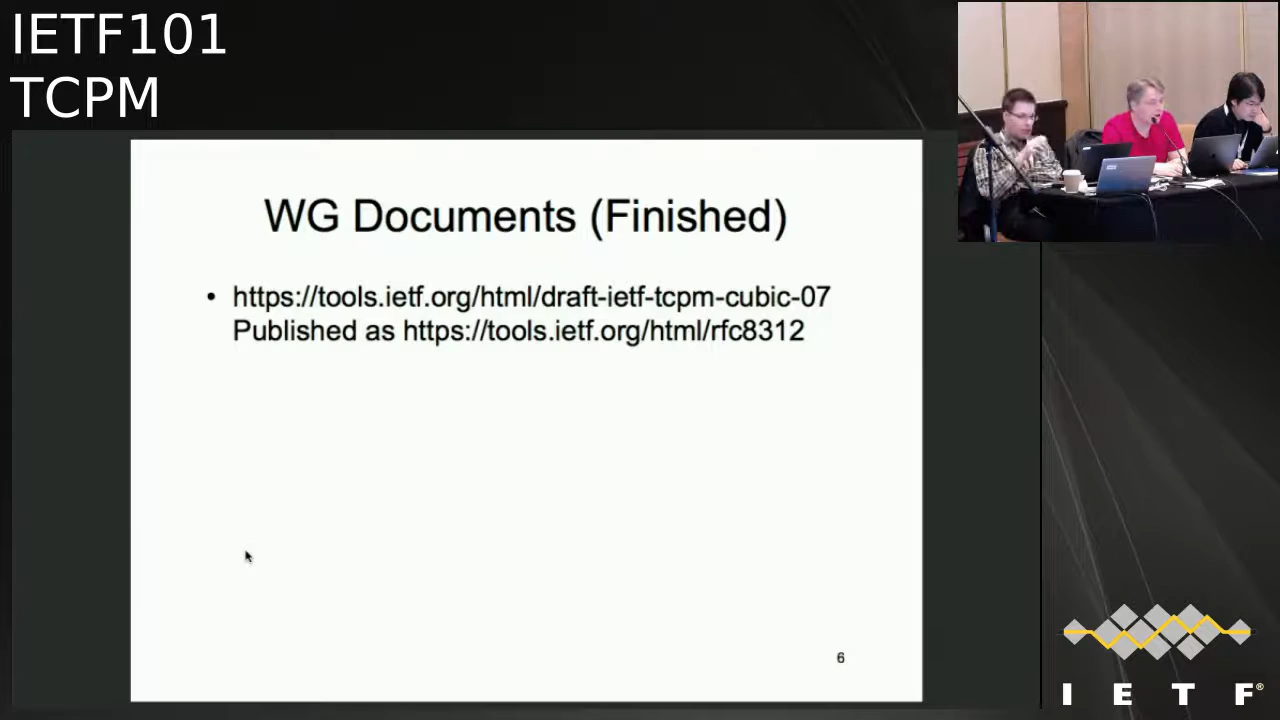 IETF101
TCPM
WG Documents (Finished)
• https://tools.ietf.org/html/draft-ietf-tcpm-cubic-07
Published as https://tools.ietf.org/html/rfc8312
6
I E T F®